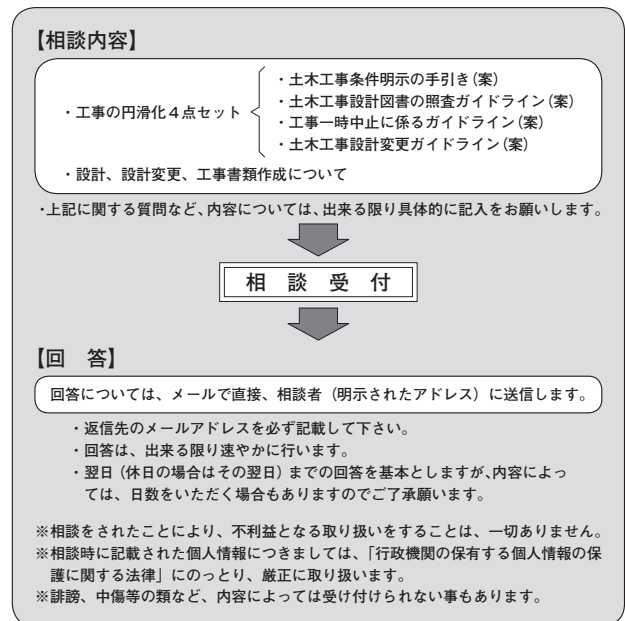 【相談内容】
・土木工事条件明示の手引き(案)
・土木工事設計図書の照査ガイドライン(案)
・工事の円滑化4点セット
・工事一時中止に係るガイドライン(案)
・土木工事設計変更ガイドライン(案)
・設計、設計変更、工事書類作成について
・上記に関する質問など、内容については、出来る限り具体的に記入をお願いします。
相 談 受 付
【回 答】
回答については、メールで直接、相談者(明示されたアドレス)に送信します。
・返信先のメールアドレスを必ず記載して下さい。
・回答は、出来る限り速やかに行います。
・翌日(休日の場合はその翌日)までの回答を基本としますが、内容によっ
ては、日数をいただく場合もありますのでご了承願います。
※相談をされたことにより、不利益となる取り扱いをすることは、一切ありません。
※相談時に記載された個人情報につきましては、「行政機関の保有する個人情報の保
護に関する法律」にのっとり、厳正に取り扱います。
※誹謗、中傷等の類など、内容によっては受け付けられない事もあります。